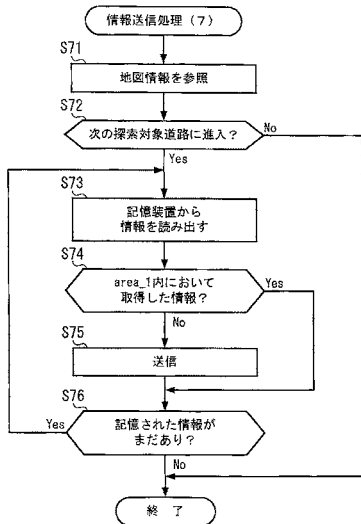 情報送信処理（7）
S71
地図情報を参照
S72
次の探索対象道路に進入？
No
Yes
S73
記憶装置から
情報を読み出す
S74
area_1内において
取得した情報？
Yes
No
S75
送信
S76
記憶された情報が
まだあり？
Yes
No
終 了